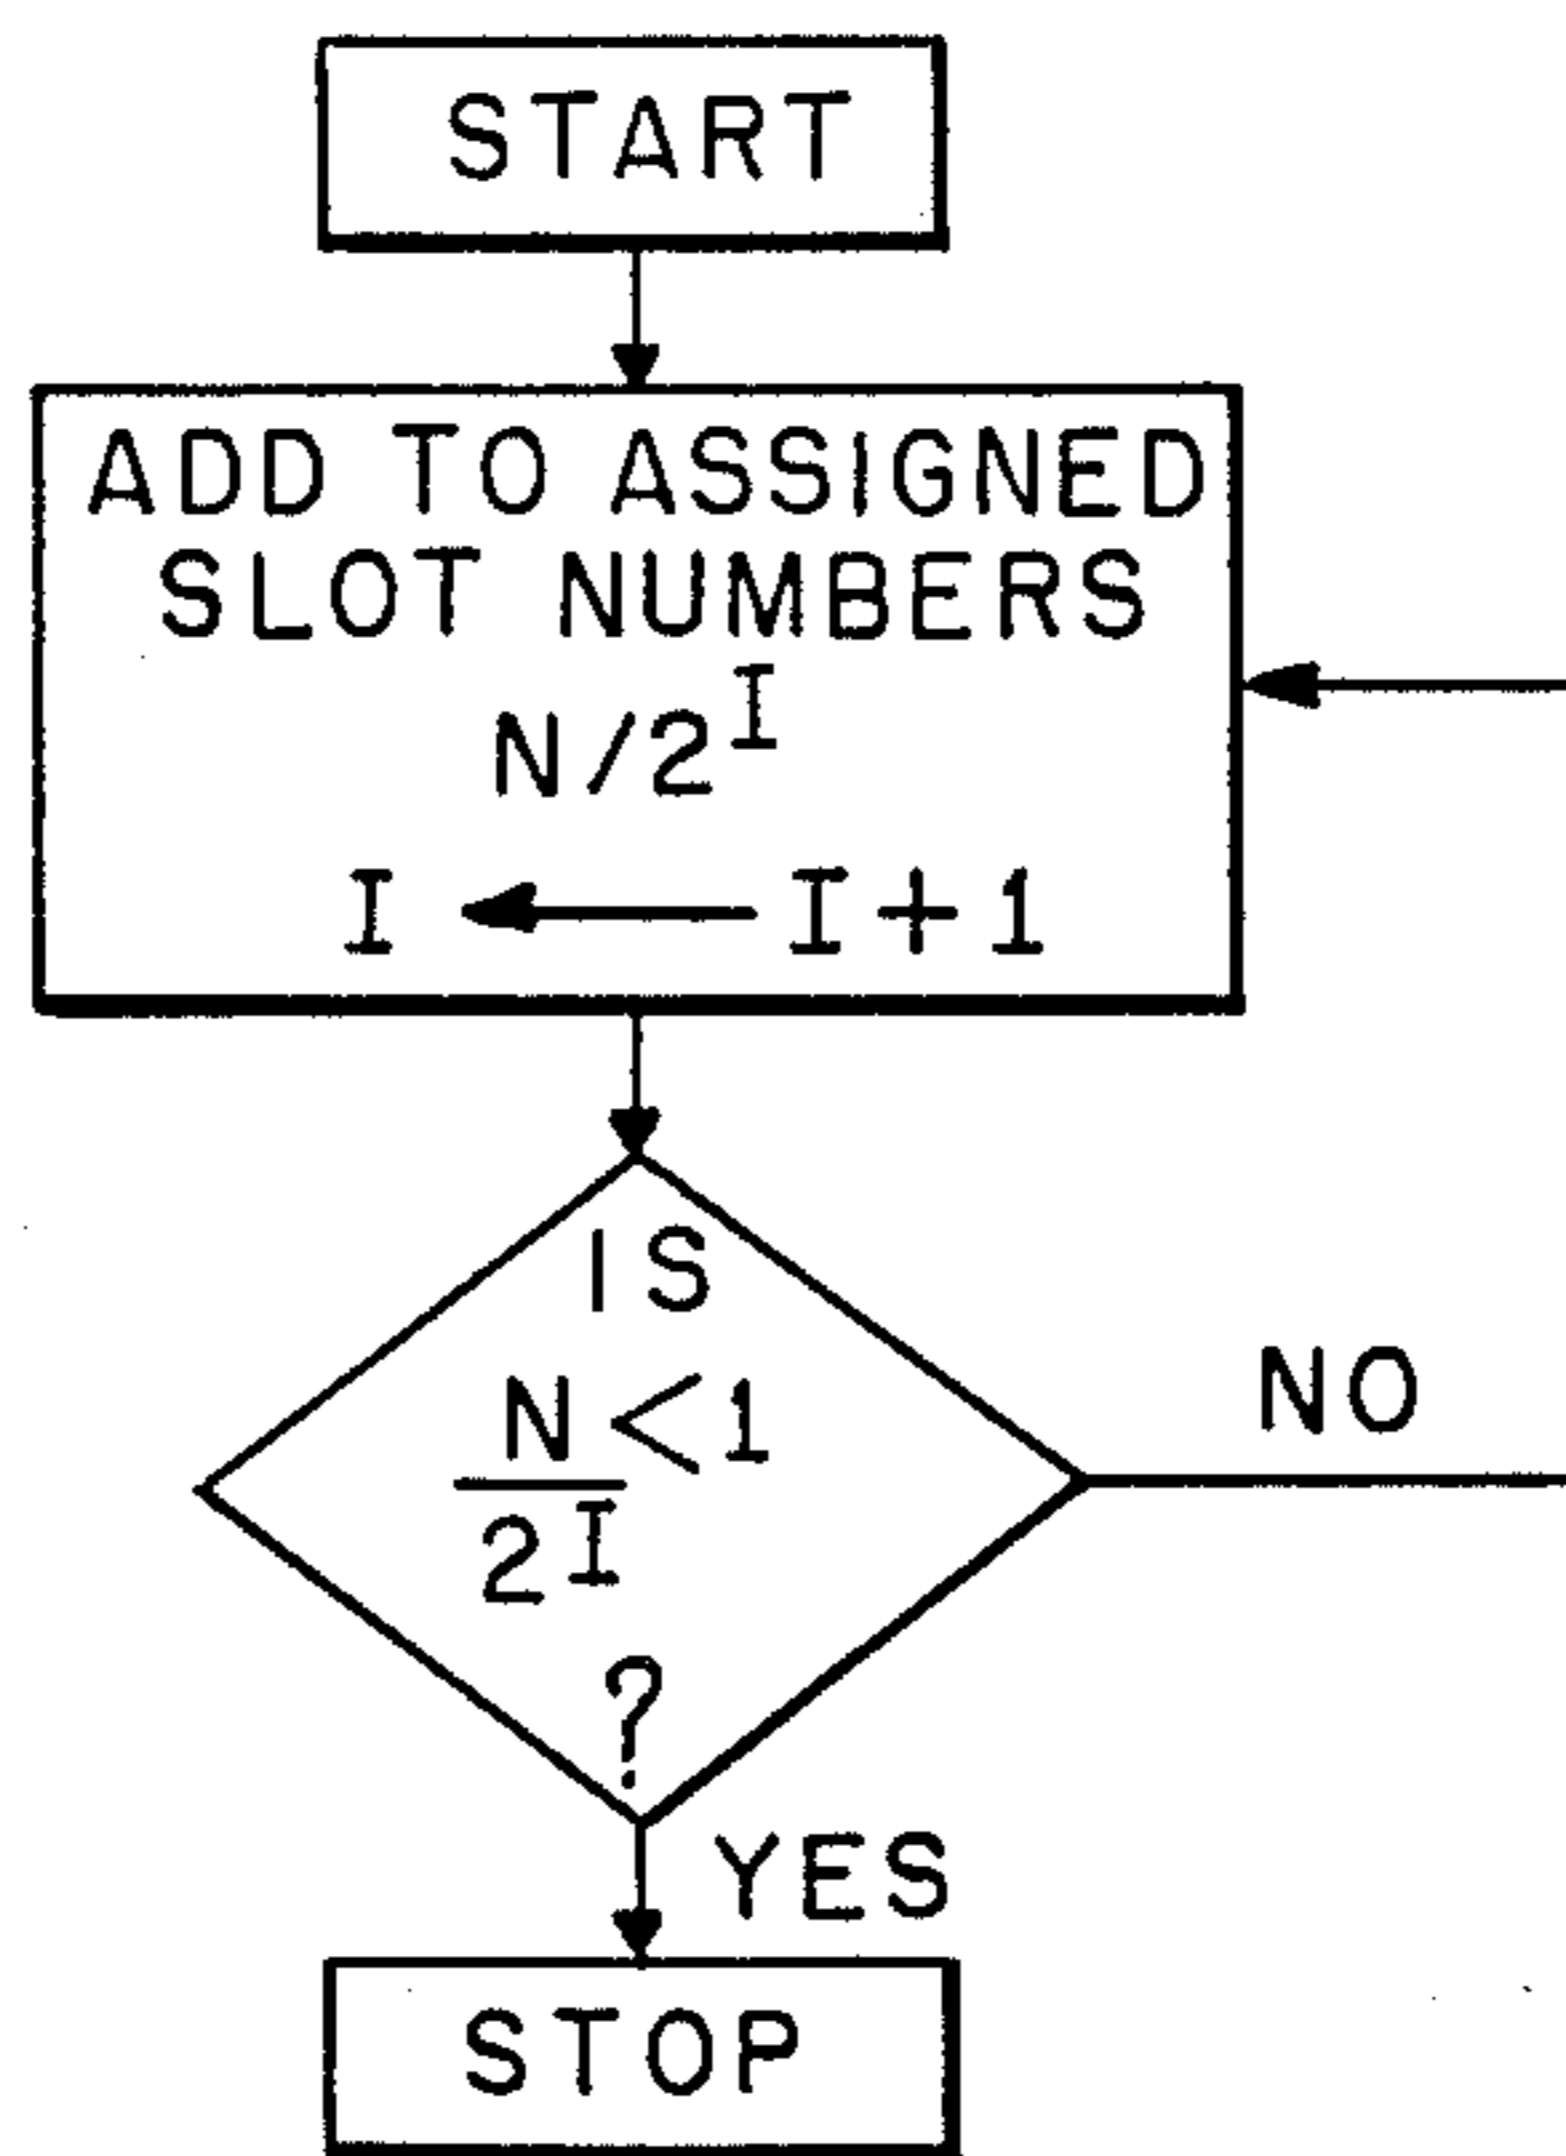 START
ADD TO ASSIGNED
SLOT NUMBERS
N/2^I
I ← I+1
IS
N<1
2^I
?
NO
YES
STOP